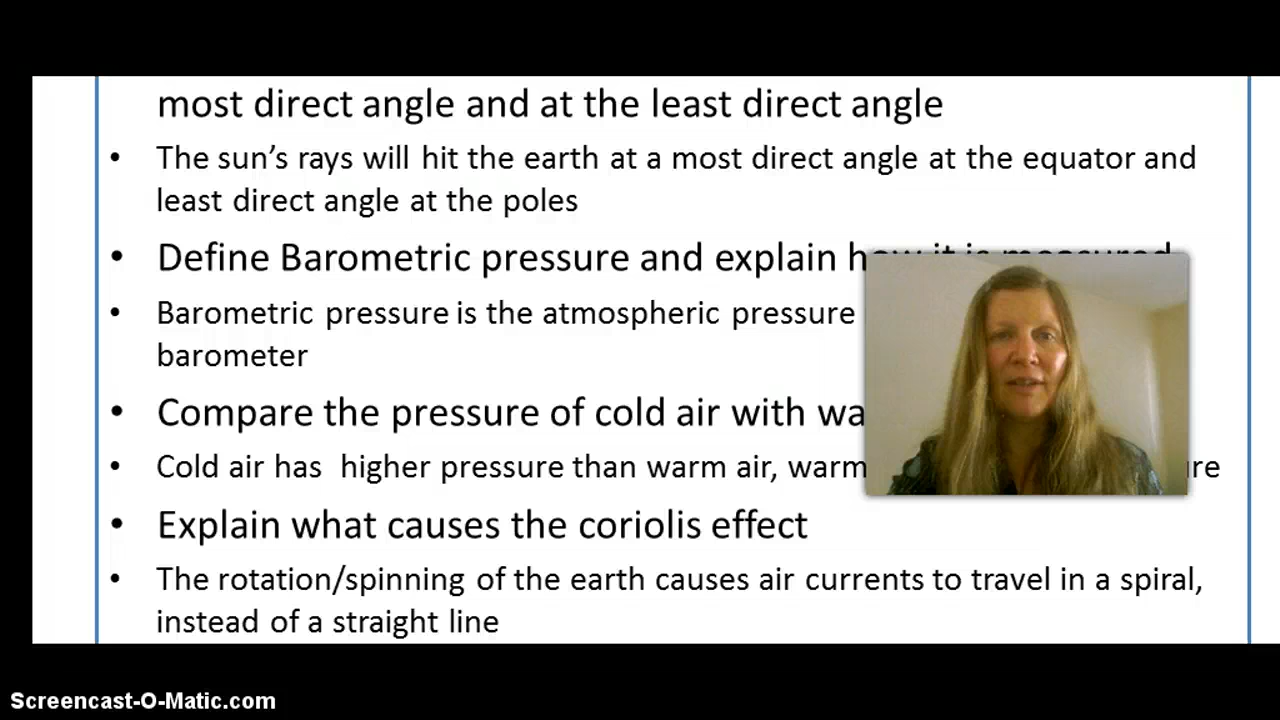 most direct angle and at the least direct angle
• The sun's rays will hit the earth at a most direct angle at the equator and
least direct angle at the poles
• Define Barometric pressure and explain how it is measured
• Barometric pressure is the atmospheric pressure
barometer
• Compare the pressure of cold air with wa
• Cold air has higher pressure than warm air, warm
• Explain what causes the coriolis effect
• The rotation/spinning of the earth causes air currents to travel in a spiral,
instead of a straight line
Screencast-O-Matic.com